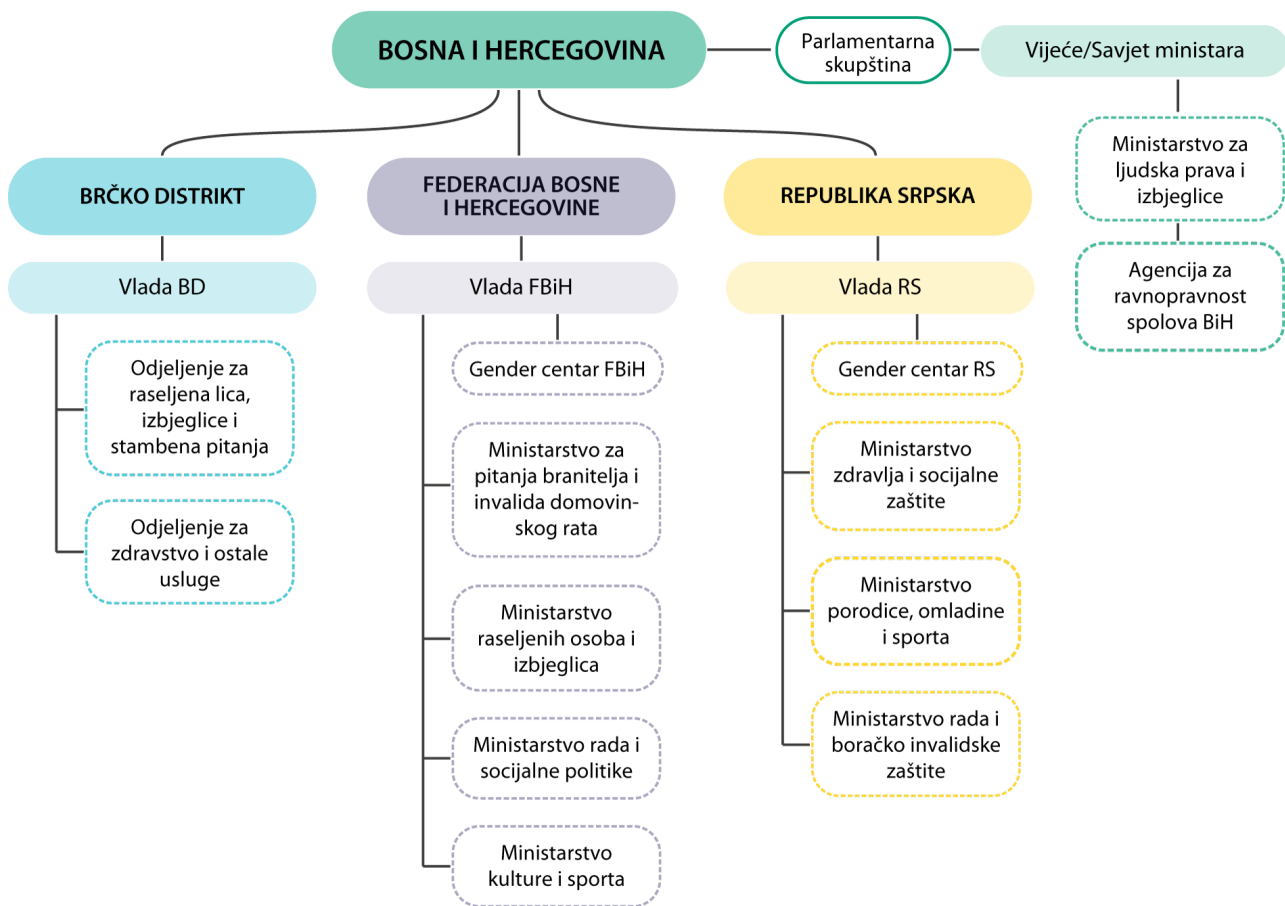 BOSNA I HERCEGOVINA
Parlamentarna
skupština
Vijeće/Savjet ministara
Ministarstvo za
ljudska prava i
izbjeglice
Agencija za
ravnopravnost
spolova BiH
BRČKO DISTRIKT
Vlada BD
Odjeljenje za
raseljena lica,
izbjeglice i
stambena pitanja
Odjeljenje za
zdravstvo i ostale
usluge
FEDERACIJA BOSNE
I HERCEGOVINE
Vlada FBiH
Gender centar FBiH
Ministarstvo za
pitanja branitelja i
invalida domovin-
skog rata
Ministarstvo
raseljenih osoba i
izbjeglica
Ministarstvo rada i
socijalne politike
Ministarstvo
kulture i sporta
REPUBLIKA SRPSKA
Vlada RS
Gender centar RS
Ministarstvo
zdravlja i socijalne
zaštite
Ministarstvo
porodice, omladine
i sporta
Ministarstvo rada i
boračko invalidske
zaštite